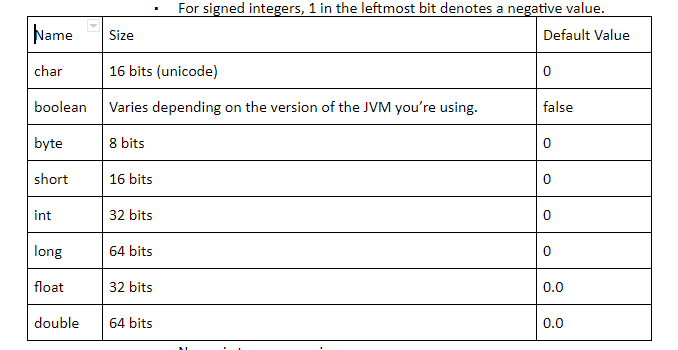 ▪ For signed integers, 1 in the leftmost bit denotes a negative value.
Name Size Default Value
char 16 bits (unicode) 0
boolean Varies depending on the version of the JVM you’re using. false
byte 8 bits 0
short 16 bits 0
int 32 bits 0
long 64 bits 0
float 32 bits 0.0
double 64 bits 0.0